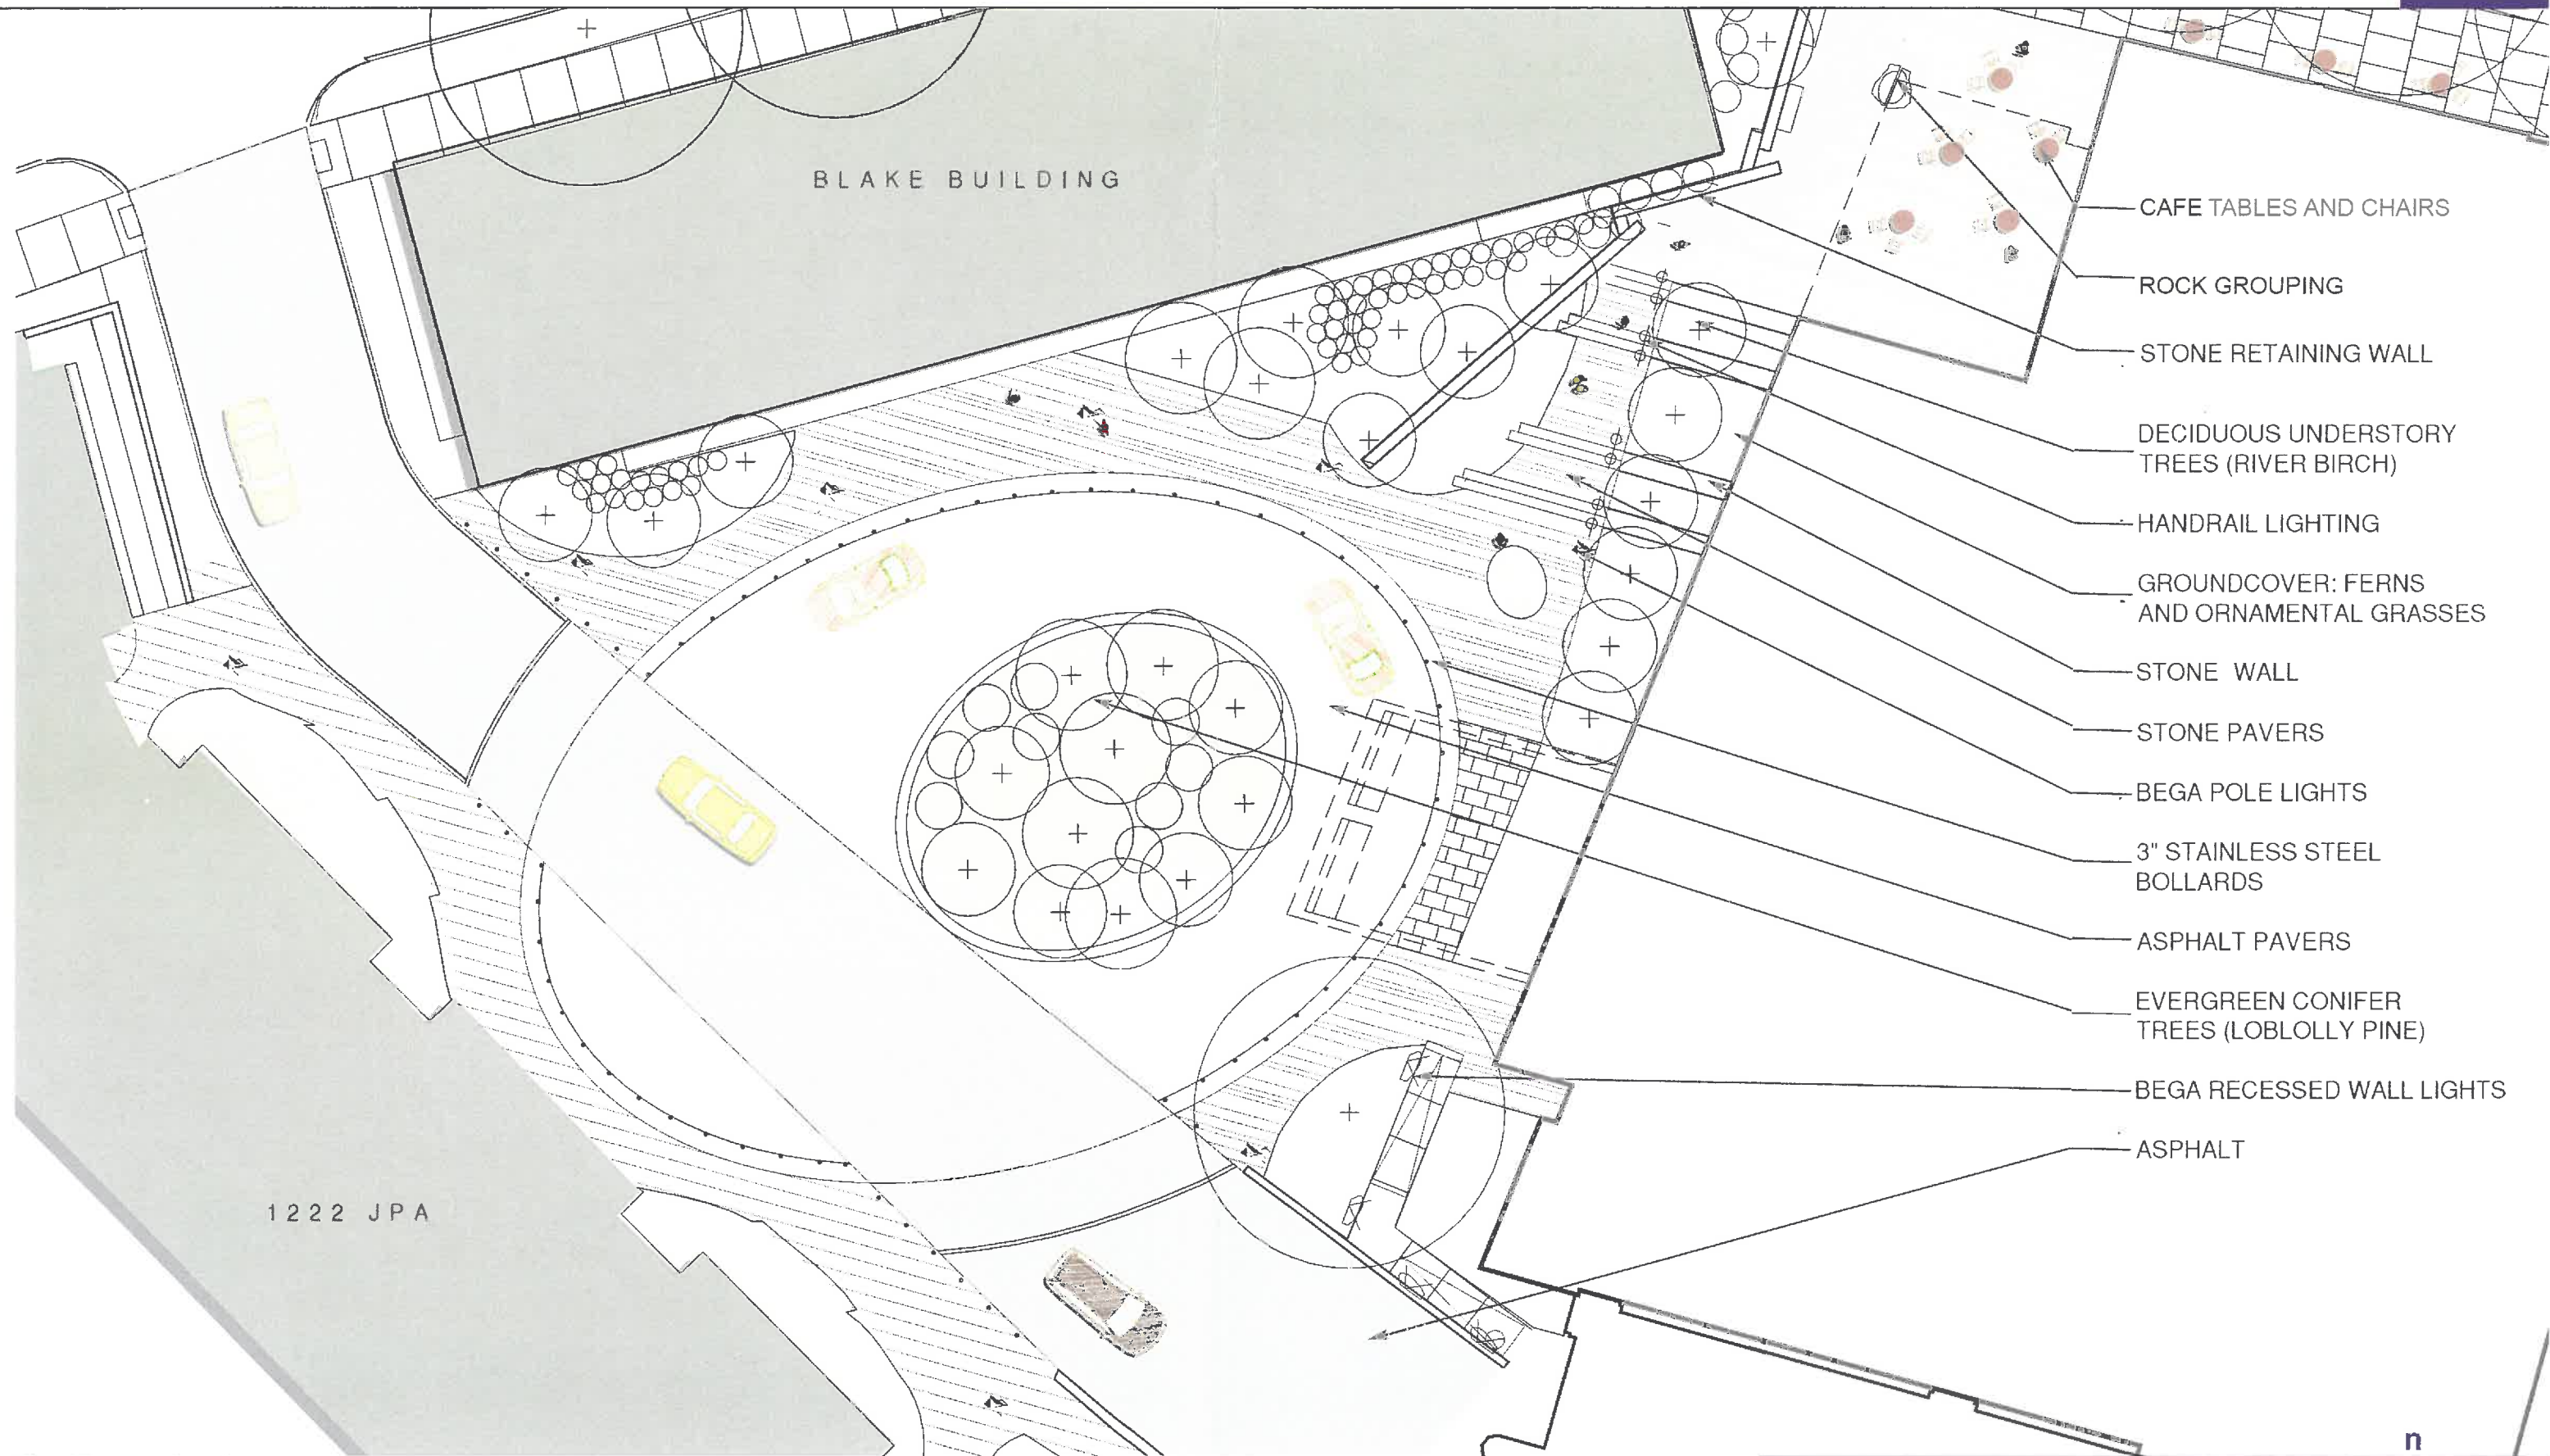 BLAKE BUILDING
CAFE TABLES AND CHAIRS
ROCK GROUPING
STONE RETAINING WALL
DECIDUOUS UNDERSTORY
TREES (RIVER BIRCH)
HANDRAIL LIGHTING
GROUNDCOVER: FERNS
AND ORNAMENTAL GRASSES
STONE WALL
STONE PAVERS
BEGA POLE LIGHTS
3" STAINLESS STEEL
BOLLARDS
ASPHALT PAVERS
EVERGREEN CONIFER
TREES (LOBLOLLY PINE)
BEGA RECESSED WALL LIGHTS
ASPHALT
1222 JPA
n